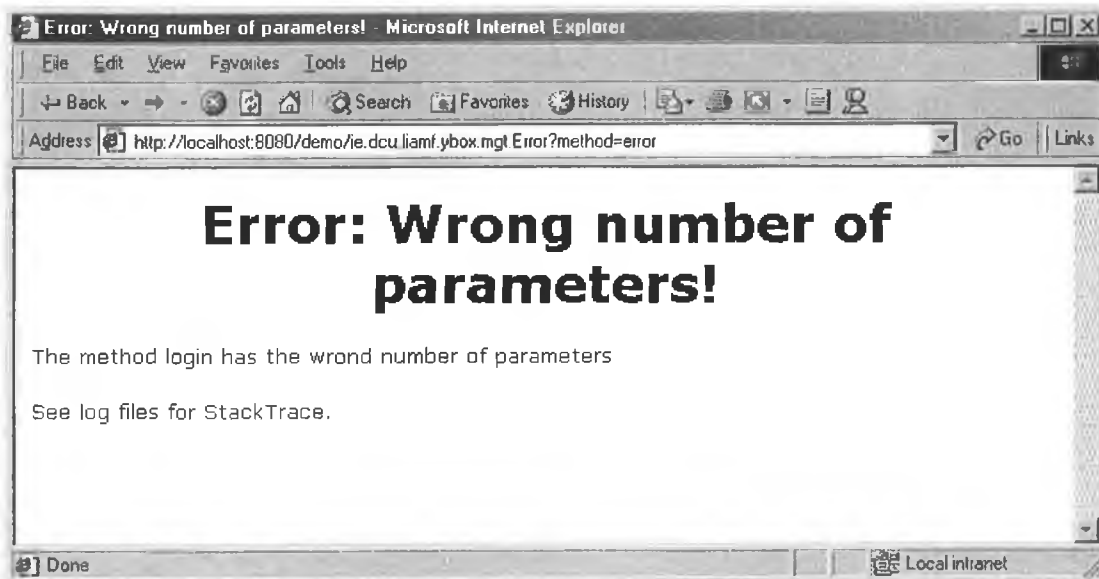 Error: Wrong number of parameters! - Microsoft Internet Explorer
File Edit View Favorites Tools Help
Back Search Favorites History
Address http://localhost:8080/demo/ie.dcu.liamf.ybox.mgt.Error?method=error Go Links
Error: Wrong number of
parameters!
The method login has the wrond number of parameters
See log files for StackTrace.
Done Local intranet